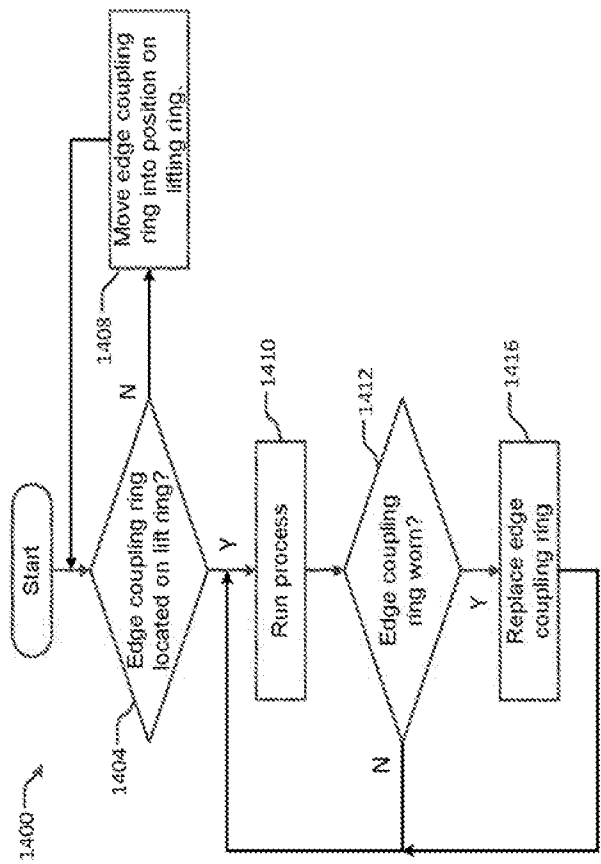 1400
Start
1404
Edge coupling ring
located on lift ring?
N
1408
Move edge coupling
ring into position on
lifting ring.
Y
1410
Run process
1412
Edge coupling
ring worn?
N
Y
1416
Replace edge
coupling ring